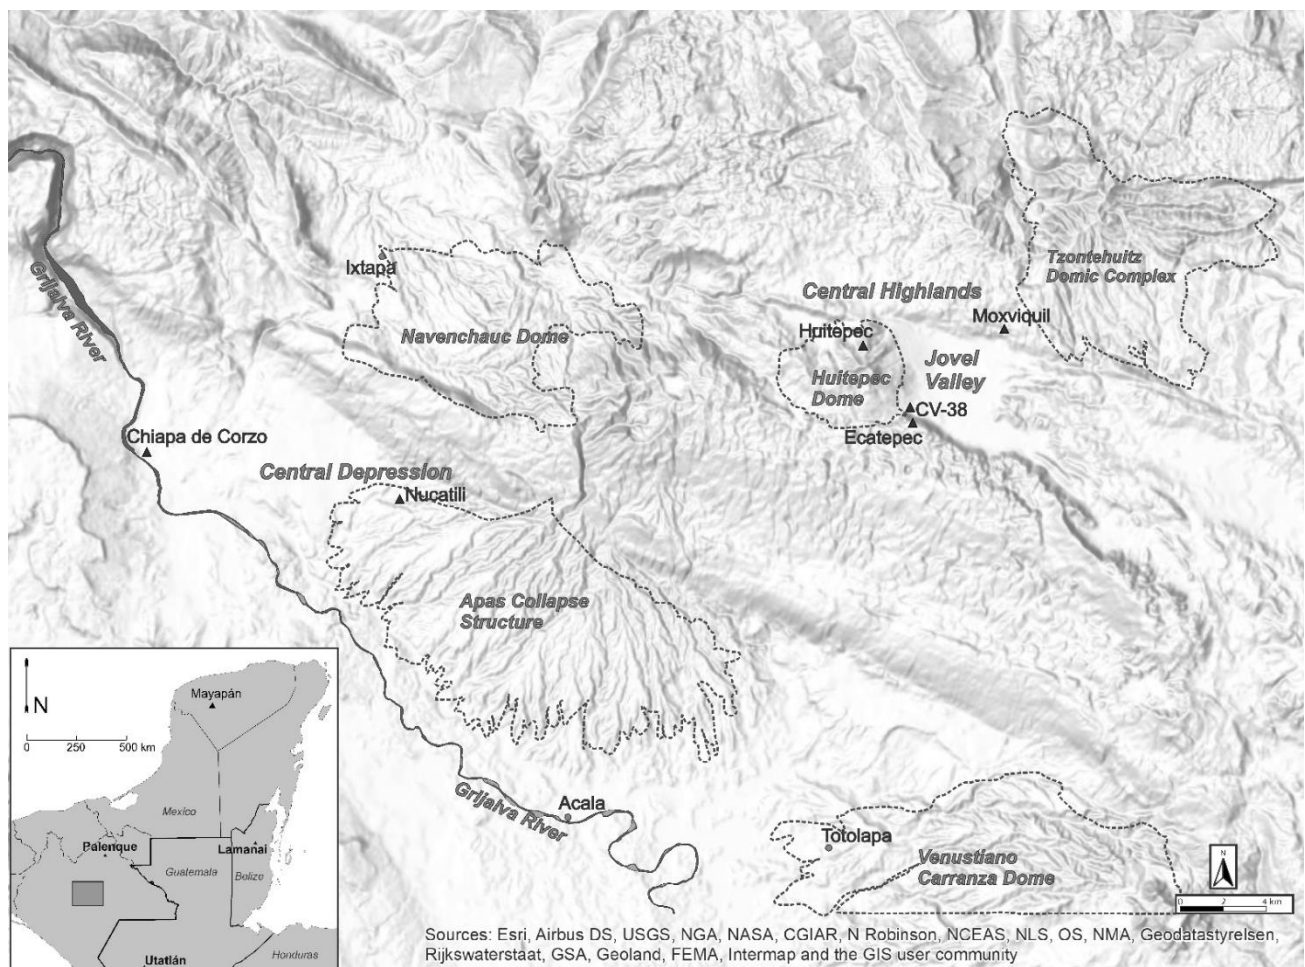 Grijalva River
Ixtapa
Navenchauc Dome
Central Highlands
Tzontehuitz
Domic Complex
Moxviquil
Huitepec
Huitepec
Dome
Jovel
Valley
CV-38
Ecatepec
Chiapa de Corzo
Central Depression
Nucatili
Apas Collapse
Structure
Grijalva River
Acala
Totolapa
Venustiano
Carranza Dome
N
0 2 4 km
N
0 250 500 km
Mayapán
Mexico
Palenque
Lamanai
Guatemala
Belize
Utatlán
Honduras
Sources: Esri, Airbus DS, USGS, NGA, NASA, CGIAR, N Robinson, NCEAS, NLS, OS, NMA, Geodatastyrelsen,
Rijkswaterstaat, GSA, Geoland, FEMA, Intermap and the GIS user community